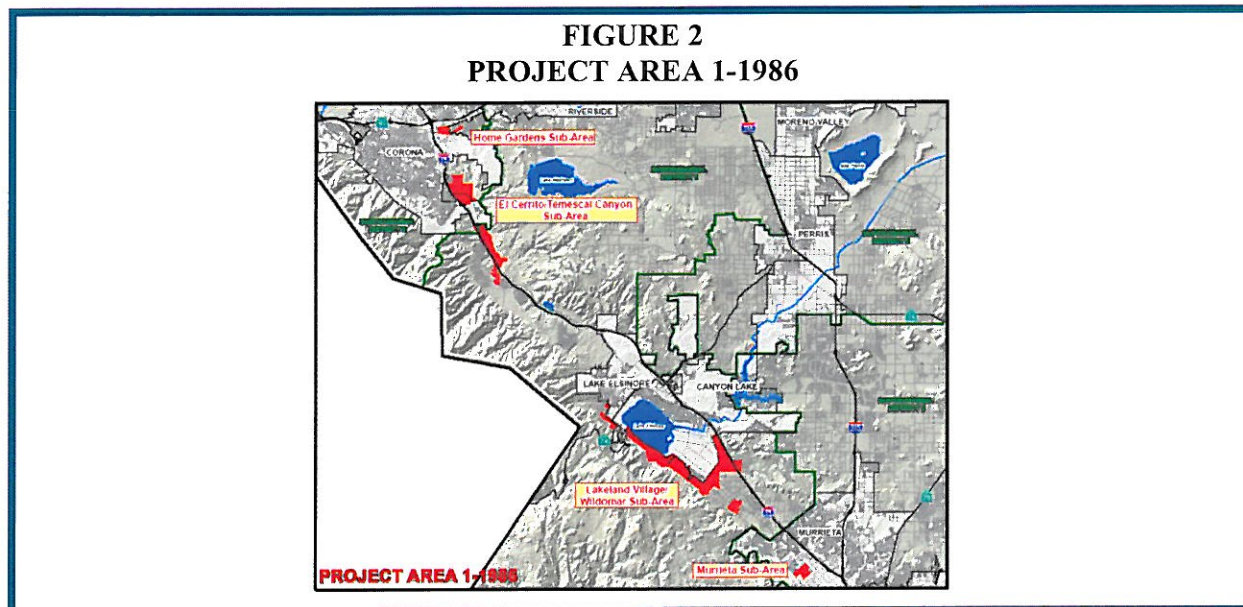 FIGURE 2
PROJECT AREA 1-1986
RIVERSIDE
MORENO VALLEY
Home Gardens Sub-Area
CORONA
El Cerrito-Temescal Canyon
Sub Area
PERRIS
LAKE ELSINORE
CANYON LAKE
Lakeland Village/
Wildomar Sub-Area
MURRIETA
Murrieta Sub-Area
PROJECT AREA 1-1986